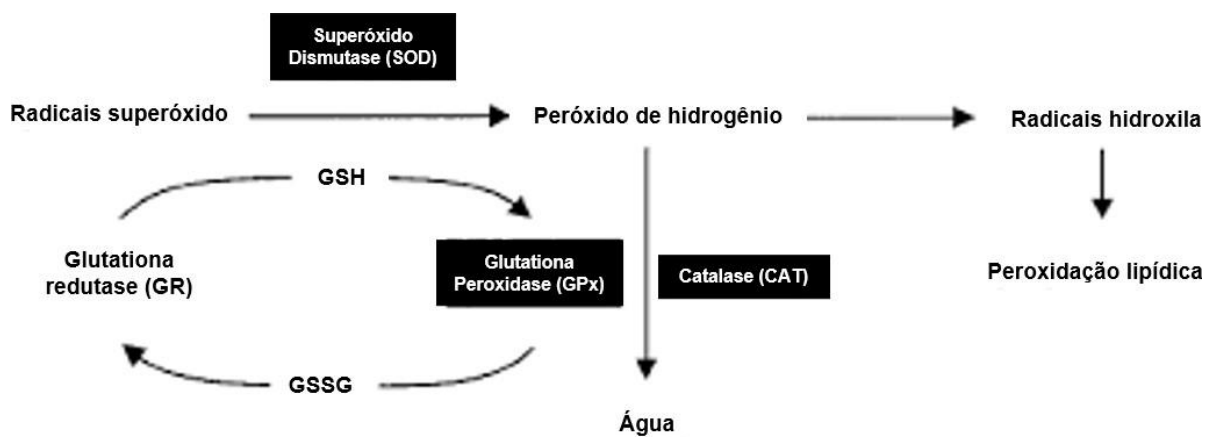 Superóxido
Dismutase (SOD)
Radicais superóxido
Peróxido de hidrogênio
Radicais hidroxila
GSH
Glutationa
redutase (GR)
Glutationa
Peroxidase (GPx)
Catalase (CAT)
Peroxidação lipídica
GSSG
Água